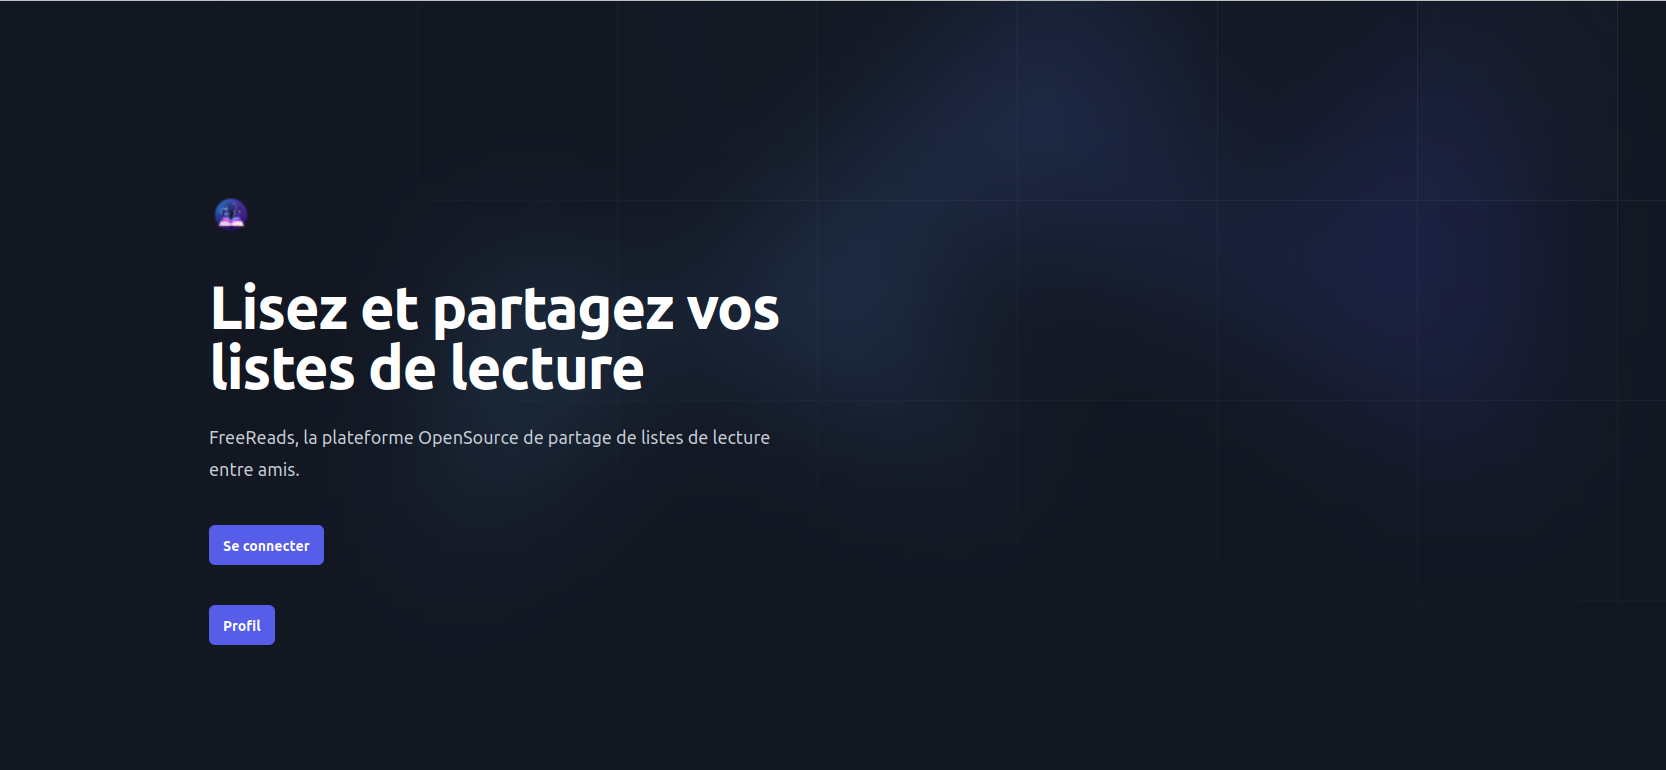 Lisez et partagez vos
listes de lecture
FreeReads, la plateforme OpenSource de partage de listes de lecture
entre amis.
Se connecter
Profil